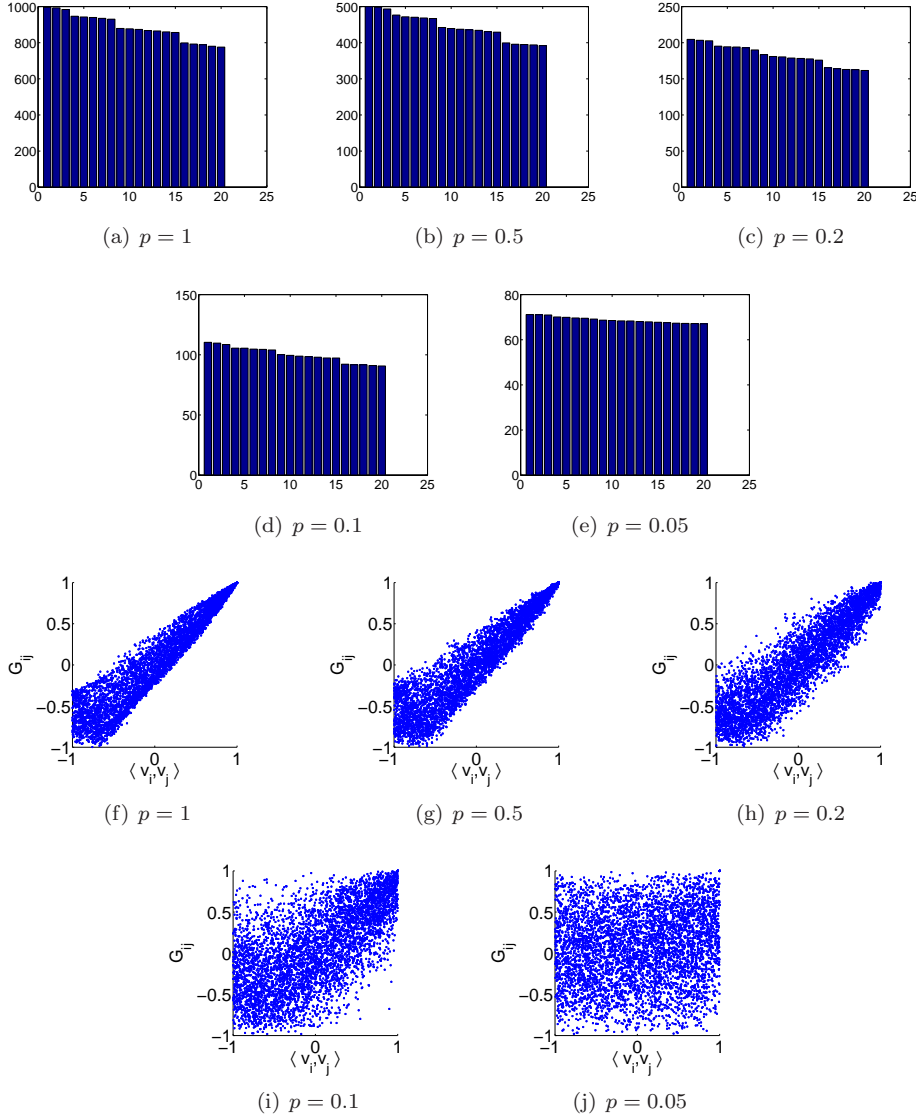 1000
800
600
400
200
0
0 5 10 15 20 25
(a) p = 1
500
400
300
200
100
0
0 5 10 15 20 25
(b) p = 0.5
250
200
150
100
50
0
0 5 10 15 20 25
(c) p = 0.2
150
100
50
0
0 5 10 15 20 25
(d) p = 0.1
80
60
40
20
0
0 5 10 15 20 25
(e) p = 0.05
1
0.5
0
−0.5
−1
G_ij
−1 0 1
⟨ v_i,v_j ⟩
(f) p = 1
1
0.5
0
−0.5
−1
G_ij
−1 0 1
⟨ v_i,v_j ⟩
(g) p = 0.5
1
0.5
0
−0.5
−1
G_ij
−1 0 1
⟨ v_i,v_j ⟩
(h) p = 0.2
1
0.5
0
−0.5
−1
G_ij
−1 0 1
⟨ v_i,v_j ⟩
(i) p = 0.1
1
0.5
0
−0.5
−1
G_ij
−1 0 1
⟨ v_i,v_j ⟩
(j) p = 0.05